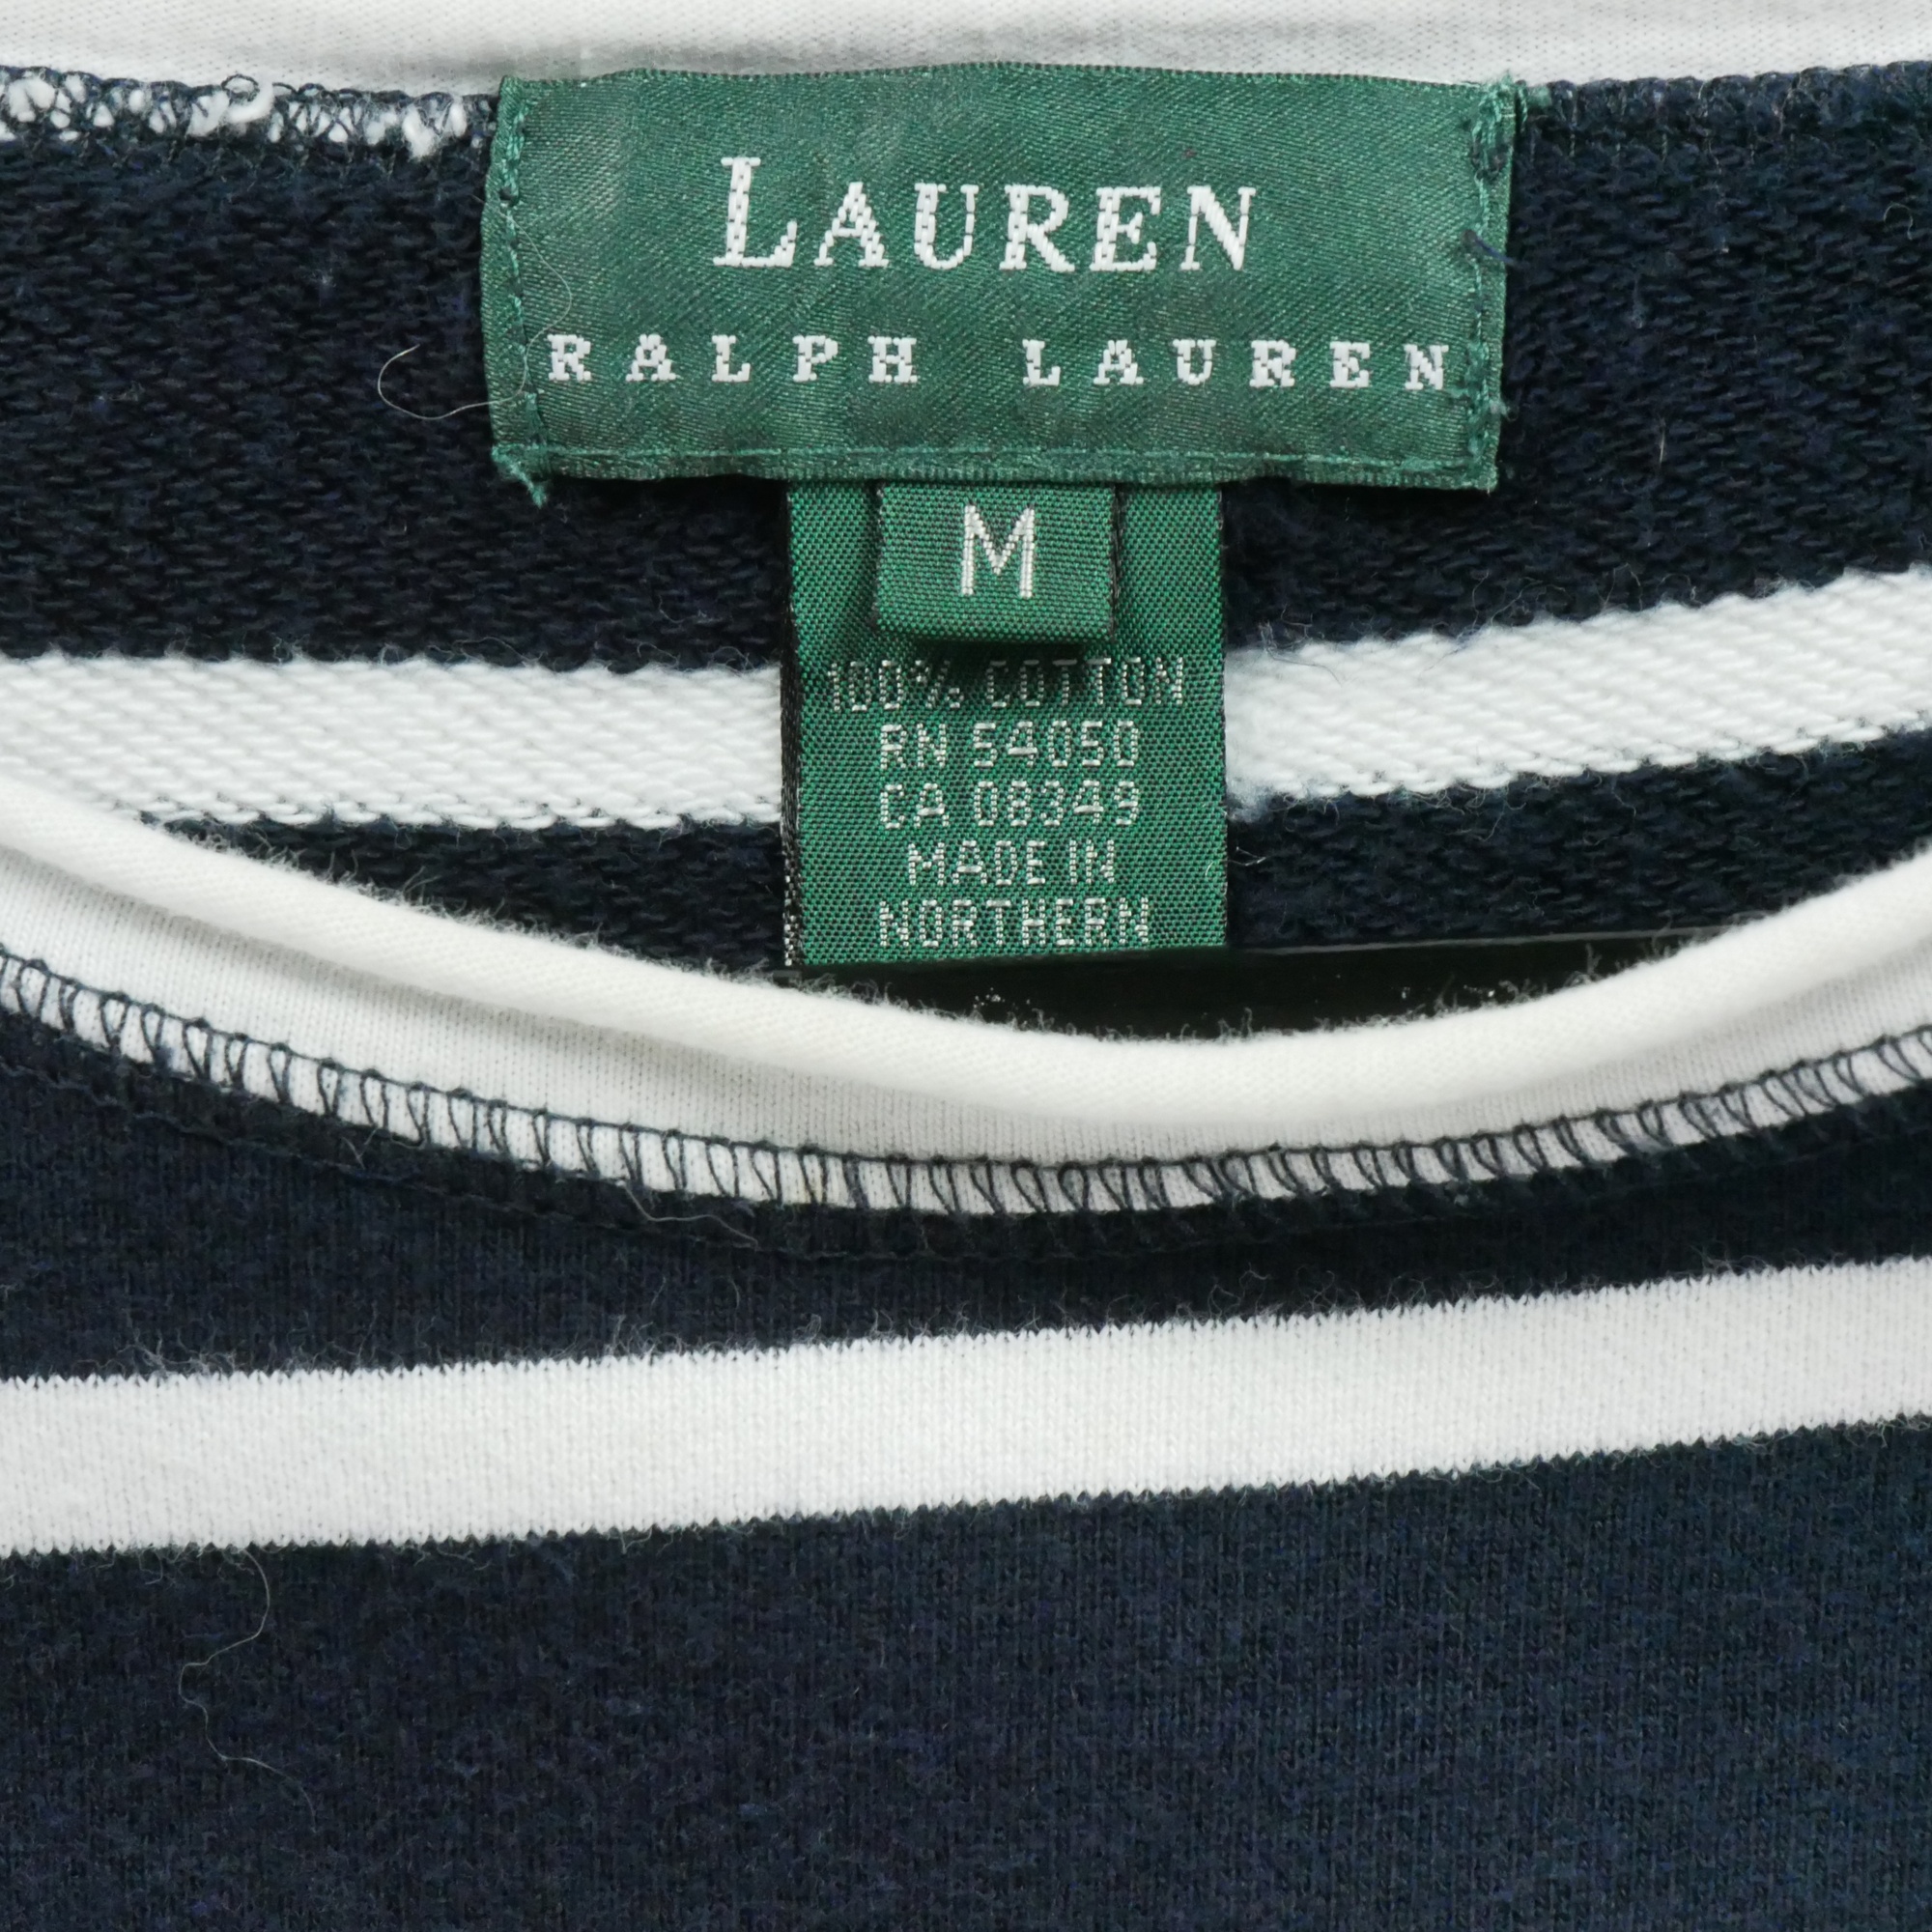 LAUREN
RALPH LAUREN
M
100% COTTON
RN 54050
CA 08349
MADE IN
NORTHERN